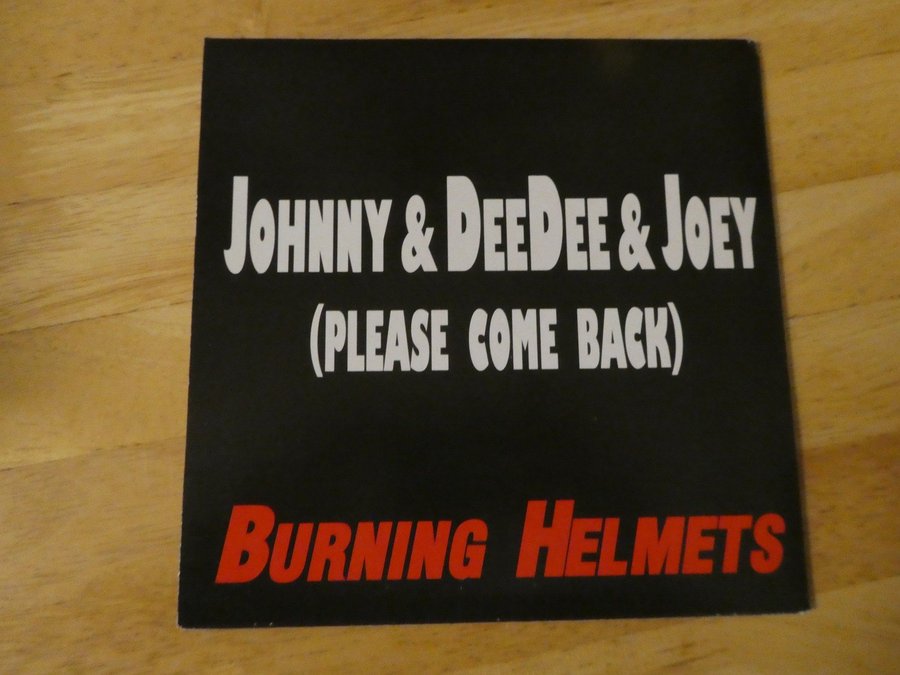 JOHNNY & DEEDEE & JOEY
(PLEASE COME BACK)
BURNING HELMETS